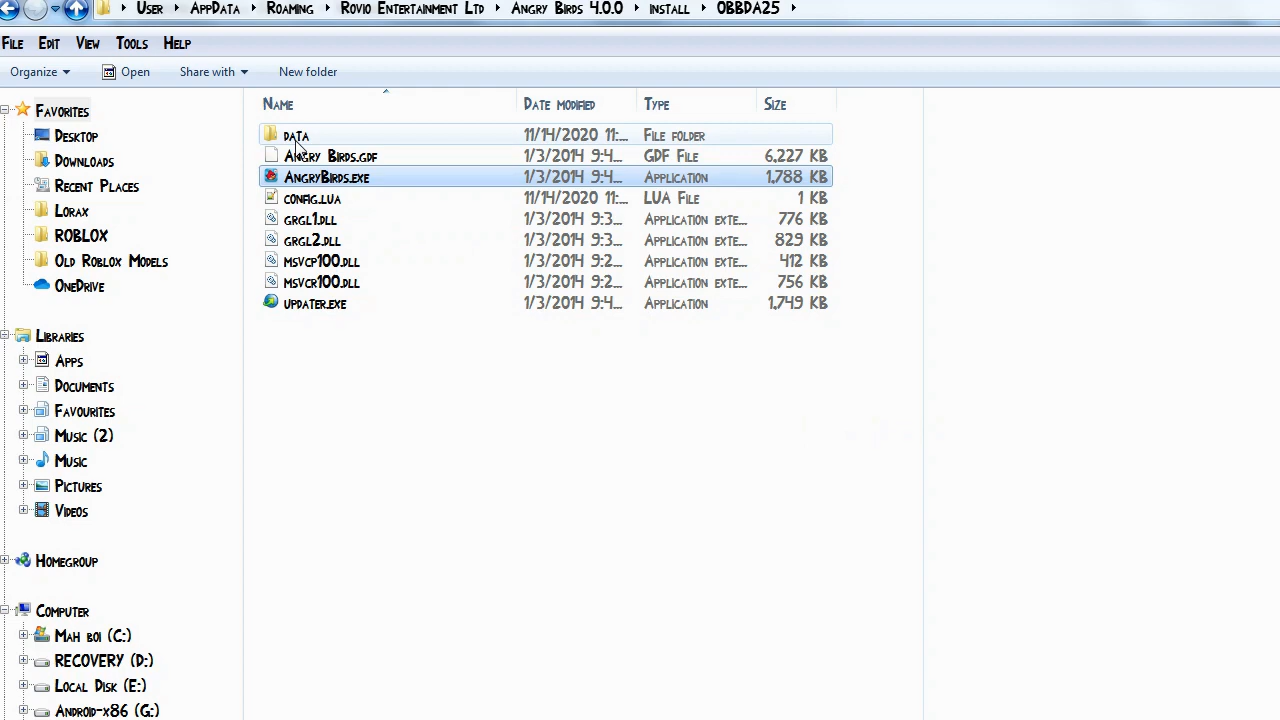 User AppData Roaming Rovio Entertainment Ltd Angry Birds 4.0.0 install OBBDA25
File Edit View Tools Help
Organize Open Share with New folder
Name Date modified Type Size
Favorites
Desktop
Downloads
Recent Places
Lorax
ROBLOX
Old Roblox Models
OneDrive
Libraries
Apps
Documents
Favourites
Music (2)
Music
Pictures
Videos
Homegroup
Computer
Mah boi (C:)
RECOVERY (D:)
Local Disk (E:)
Android-x86 (G:)
data 11/14/2020 11:... File folder
Angry Birds.gdf 1/3/2014 9:4... GDF File 6,227 KB
AngryBirds.exe 1/3/2014 9:4... Application 1,788 KB
config.lua 11/14/2020 11:... LUA File 1 KB
grgl1.dll 1/3/2014 9:3... Application exte... 776 KB
grgl2.dll 1/3/2014 9:3... Application exte... 829 KB
msvcp100.dll 1/3/2014 9:2... Application exte... 412 KB
msvcr100.dll 1/3/2014 9:2... Application exte... 756 KB
updater.exe 1/3/2014 9:4... Application 1,749 KB